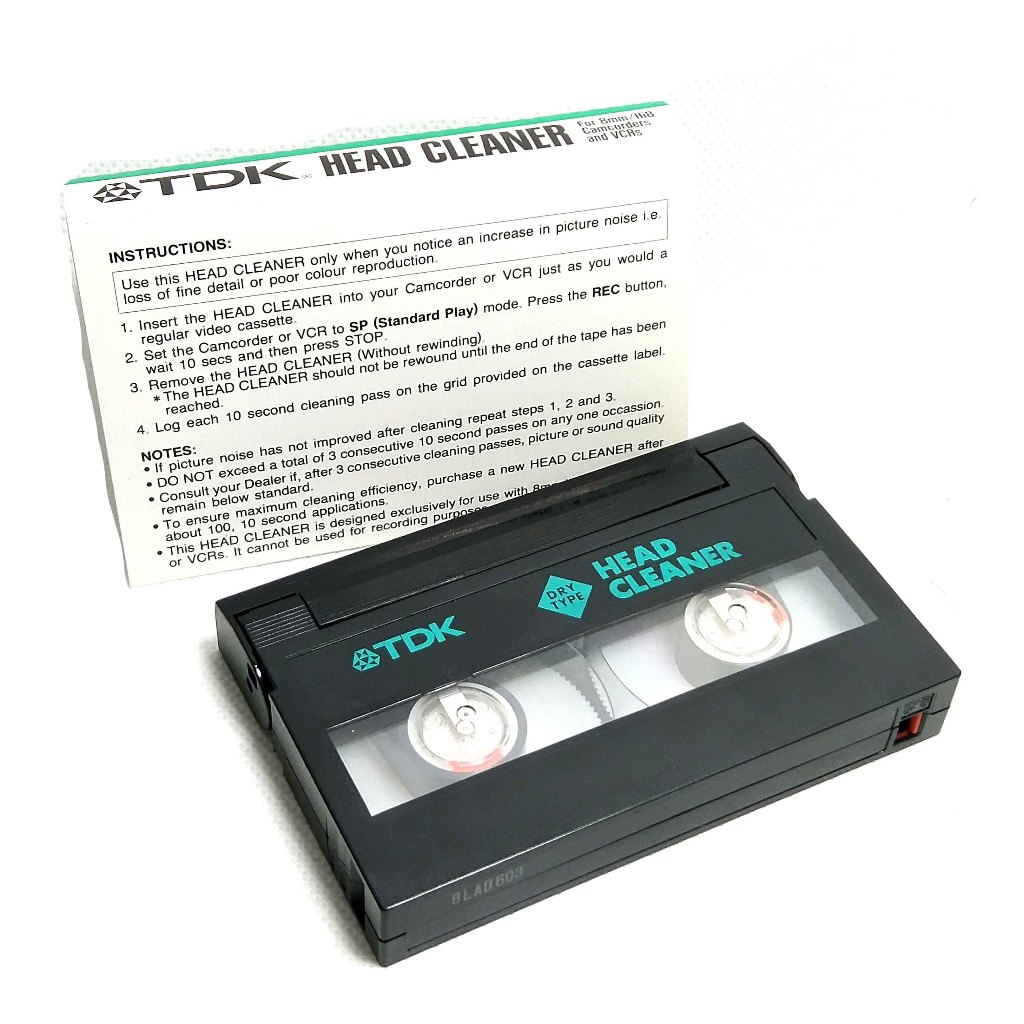 TDK® HEAD CLEANER
For 8mm/Hi8
Camcorders
and VCRs
INSTRUCTIONS:
Use this HEAD CLEANER only when you notice an increase in picture noise i.e.
loss of fine detail or poor colour reproduction.
1. Insert the HEAD CLEANER into your Camcorder or VCR just as you would a
regular video cassette.
2. Set the Camcorder or VCR to SP (Standard Play) mode. Press the REC button,
wait 10 secs and then press STOP.
3. Remove the HEAD CLEANER (Without rewinding).
* The HEAD CLEANER should not be rewound until the end of the tape has been
reached.
4. Log each 10 second cleaning pass on the grid provided on the cassette label.
NOTES:
• If picture noise has not improved after cleaning repeat steps 1, 2 and 3.
• DO NOT exceed a total of 3 consecutive 10 second passes on any one occassion.
• Consult your Dealer if, after 3 consecutive cleaning passes, picture or sound quality
remain below standard.
• To ensure maximum cleaning efficiency, purchase a new HEAD CLEANER after
about 100, 10 second applications.
• This HEAD CLEANER is designed exclusively for use with 8mm
or VCRs. It cannot be used for recording
TDK
DRY
TYPE
HEAD
CLEANER
BLAD603